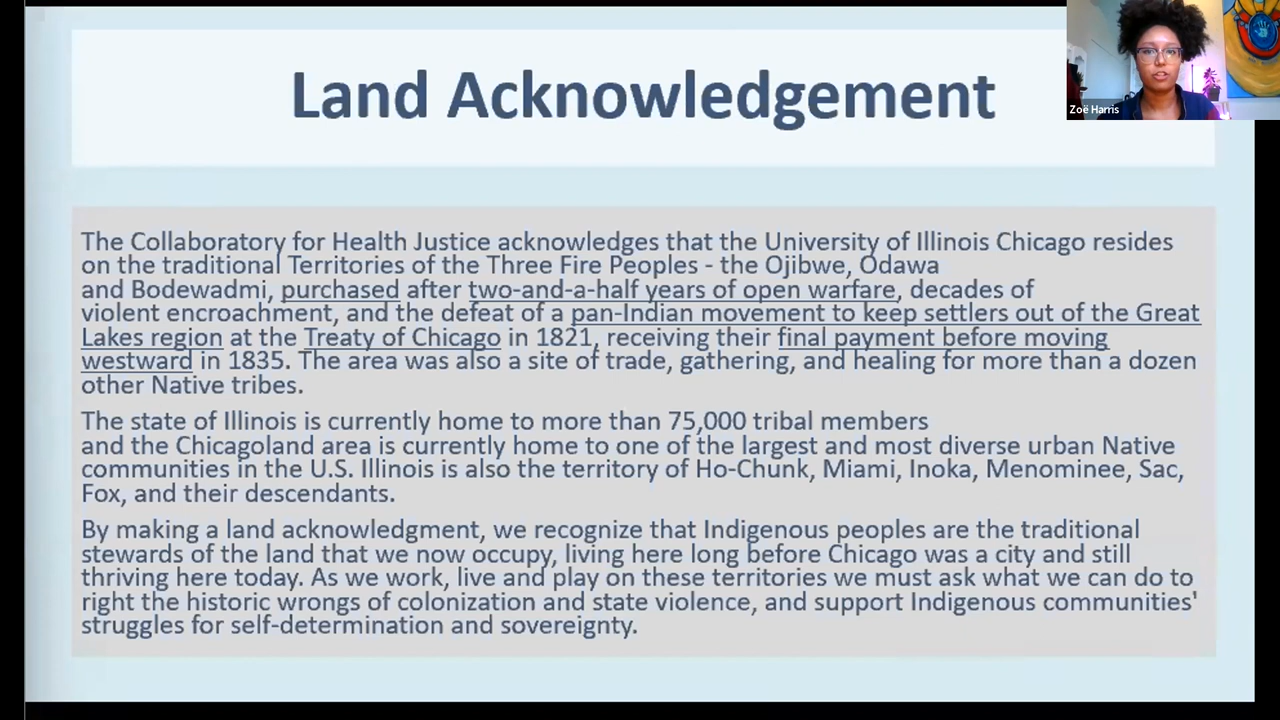 Land Acknowledgement
Zoë Harris
The Collaboratory for Health Justice acknowledges that the University of Illinois Chicago resides
on the traditional Territories of the Three Fire Peoples - the Ojibwe, Odawa
and Bodewadmi, purchased after two-and-a-half years of open warfare, decades of
violent encroachment, and the defeat of a pan-Indian movement to keep settlers out of the Great
Lakes region at the Treaty of Chicago in 1821, receiving their final payment before moving
westward in 1835. The area was also a site of trade, gathering, and healing for more than a dozen
other Native tribes.
The state of Illinois is currently home to more than 75,000 tribal members
and the Chicagoland area is currently home to one of the largest and most diverse urban Native
communities in the U.S. Illinois is also the territory of Ho-Chunk, Miami, Inoka, Menominee, Sac,
Fox, and their descendants.
By making a land acknowledgment, we recognize that Indigenous peoples are the traditional
stewards of the land that we now occupy, living here long before Chicago was a city and still
thriving here today. As we work, live and play on these territories we must ask what we can do to
right the historic wrongs of colonization and state violence, and support Indigenous communities'
struggles for self-determination and sovereignty.